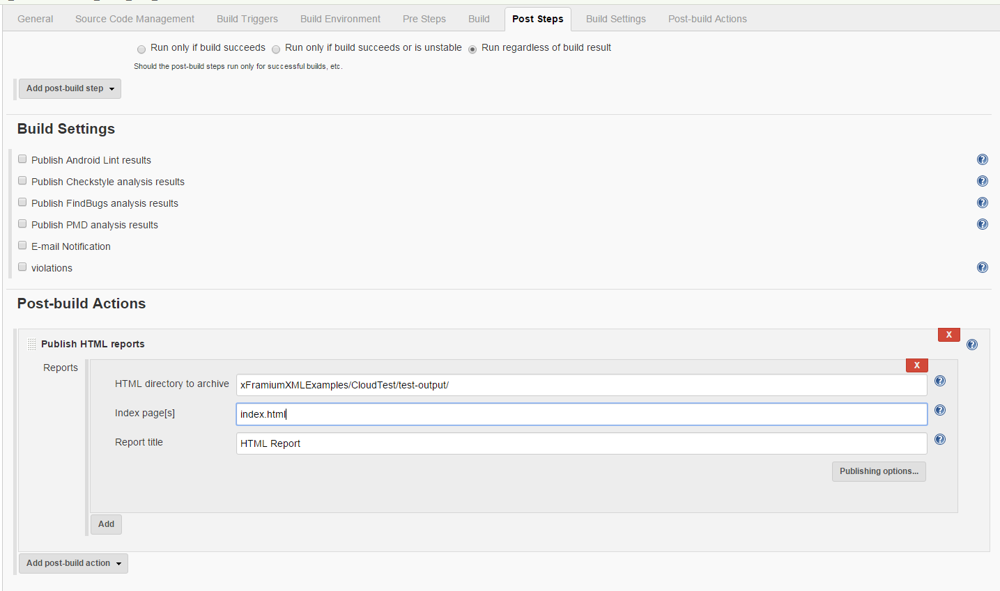 General Source Code Management Build Triggers Build Environment Pre Steps Build Post Steps Build Settings Post-build Actions
Run only if build succeeds Run only if build succeeds or is unstable Run regardless of build result
Should the post-build steps run only for successful builds, etc.
Add post-build step
Build Settings
Publish Android Lint results
Publish Checkstyle analysis results
Publish FindBugs analysis results
Publish PMD analysis results
E-mail Notification
violations
Post-build Actions
X
Publish HTML reports
Reports
X
HTML directory to archive xFramiumXMLExamples/CloudTest/test-output/
Index page[s] index.html
Report title HTML Report
Publishing options...
Add
Add post-build action